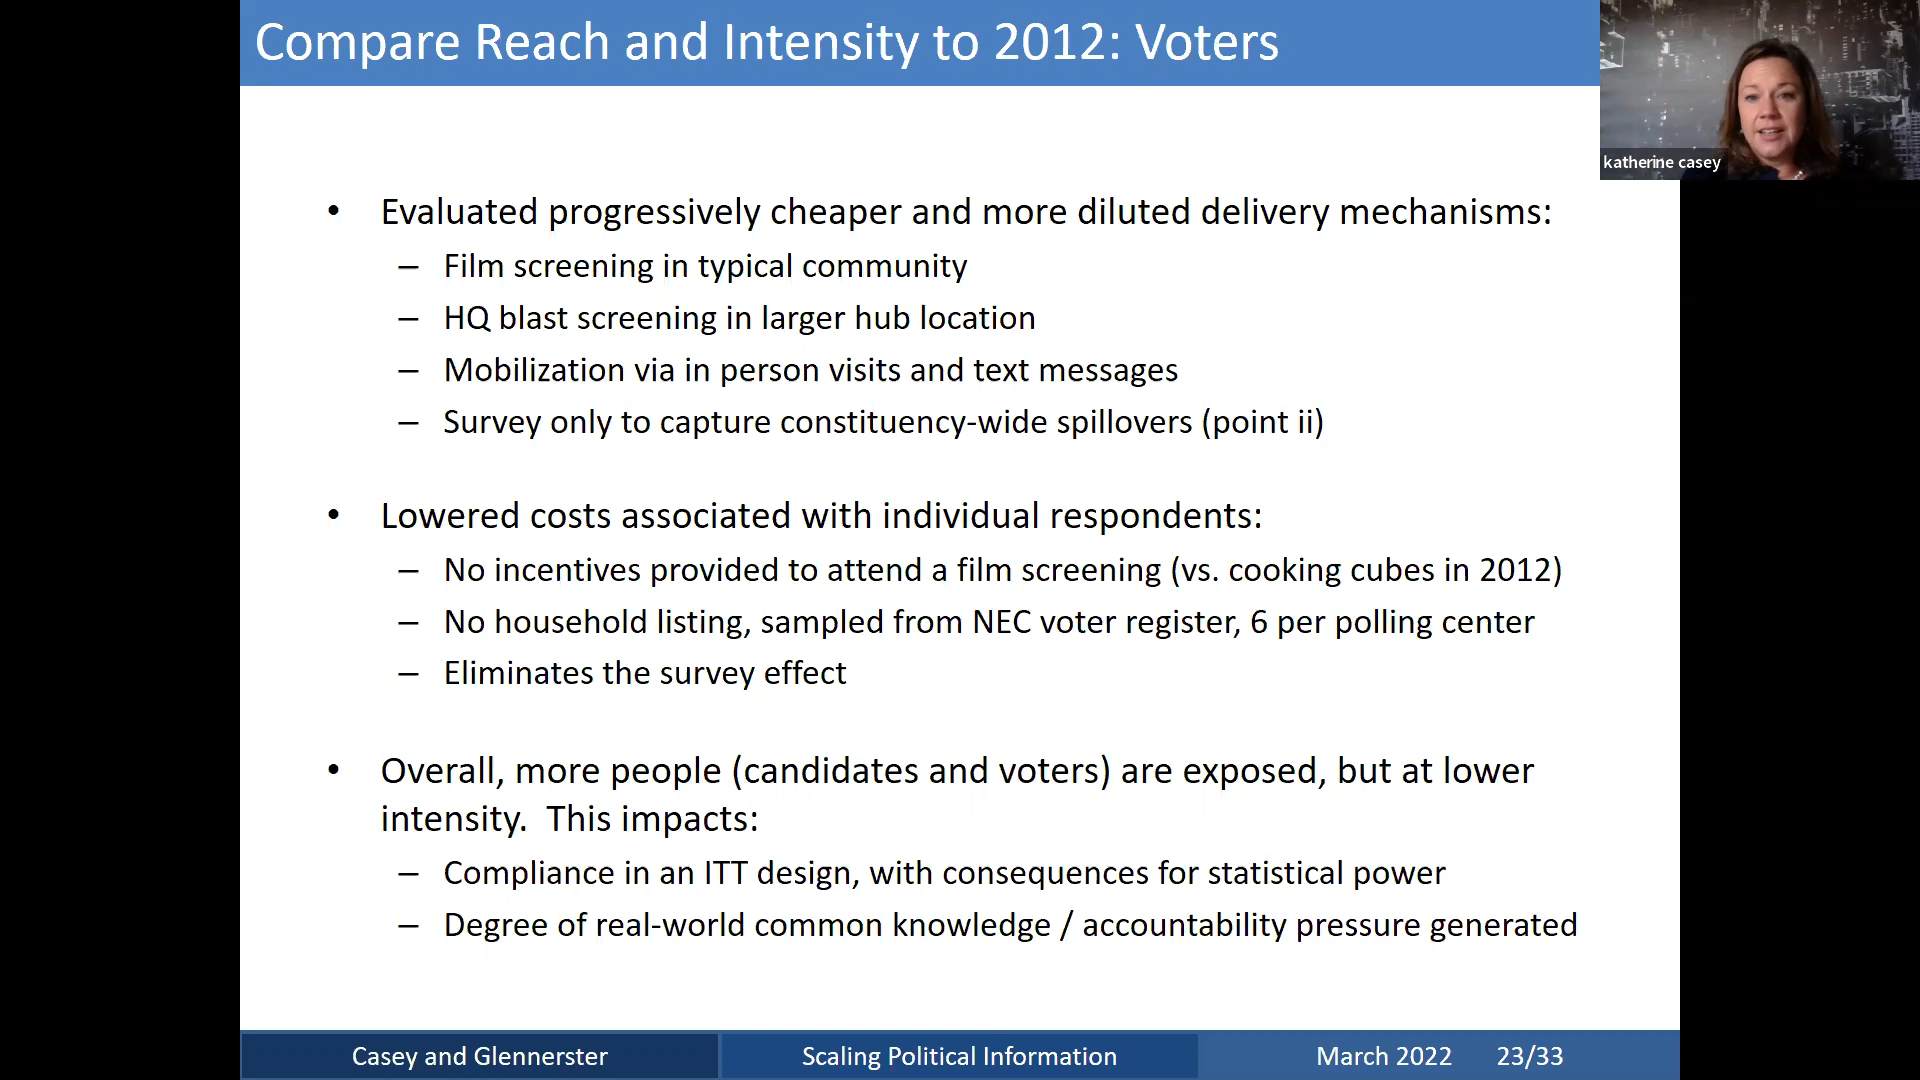 Compare Reach and Intensity to 2012: Voters
katherine casey
• Evaluated progressively cheaper and more diluted delivery mechanisms:
– Film screening in typical community
– HQ blast screening in larger hub location
– Mobilization via in person visits and text messages
– Survey only to capture constituency-wide spillovers (point ii)
• Lowered costs associated with individual respondents:
– No incentives provided to attend a film screening (vs. cooking cubes in 2012)
– No household listing, sampled from NEC voter register, 6 per polling center
– Eliminates the survey effect
• Overall, more people (candidates and voters) are exposed, but at lower
intensity.  This impacts:
– Compliance in an ITT design, with consequences for statistical power
– Degree of real-world common knowledge / accountability pressure generated
Casey and Glennerster
Scaling Political Information
March 2022 23/33